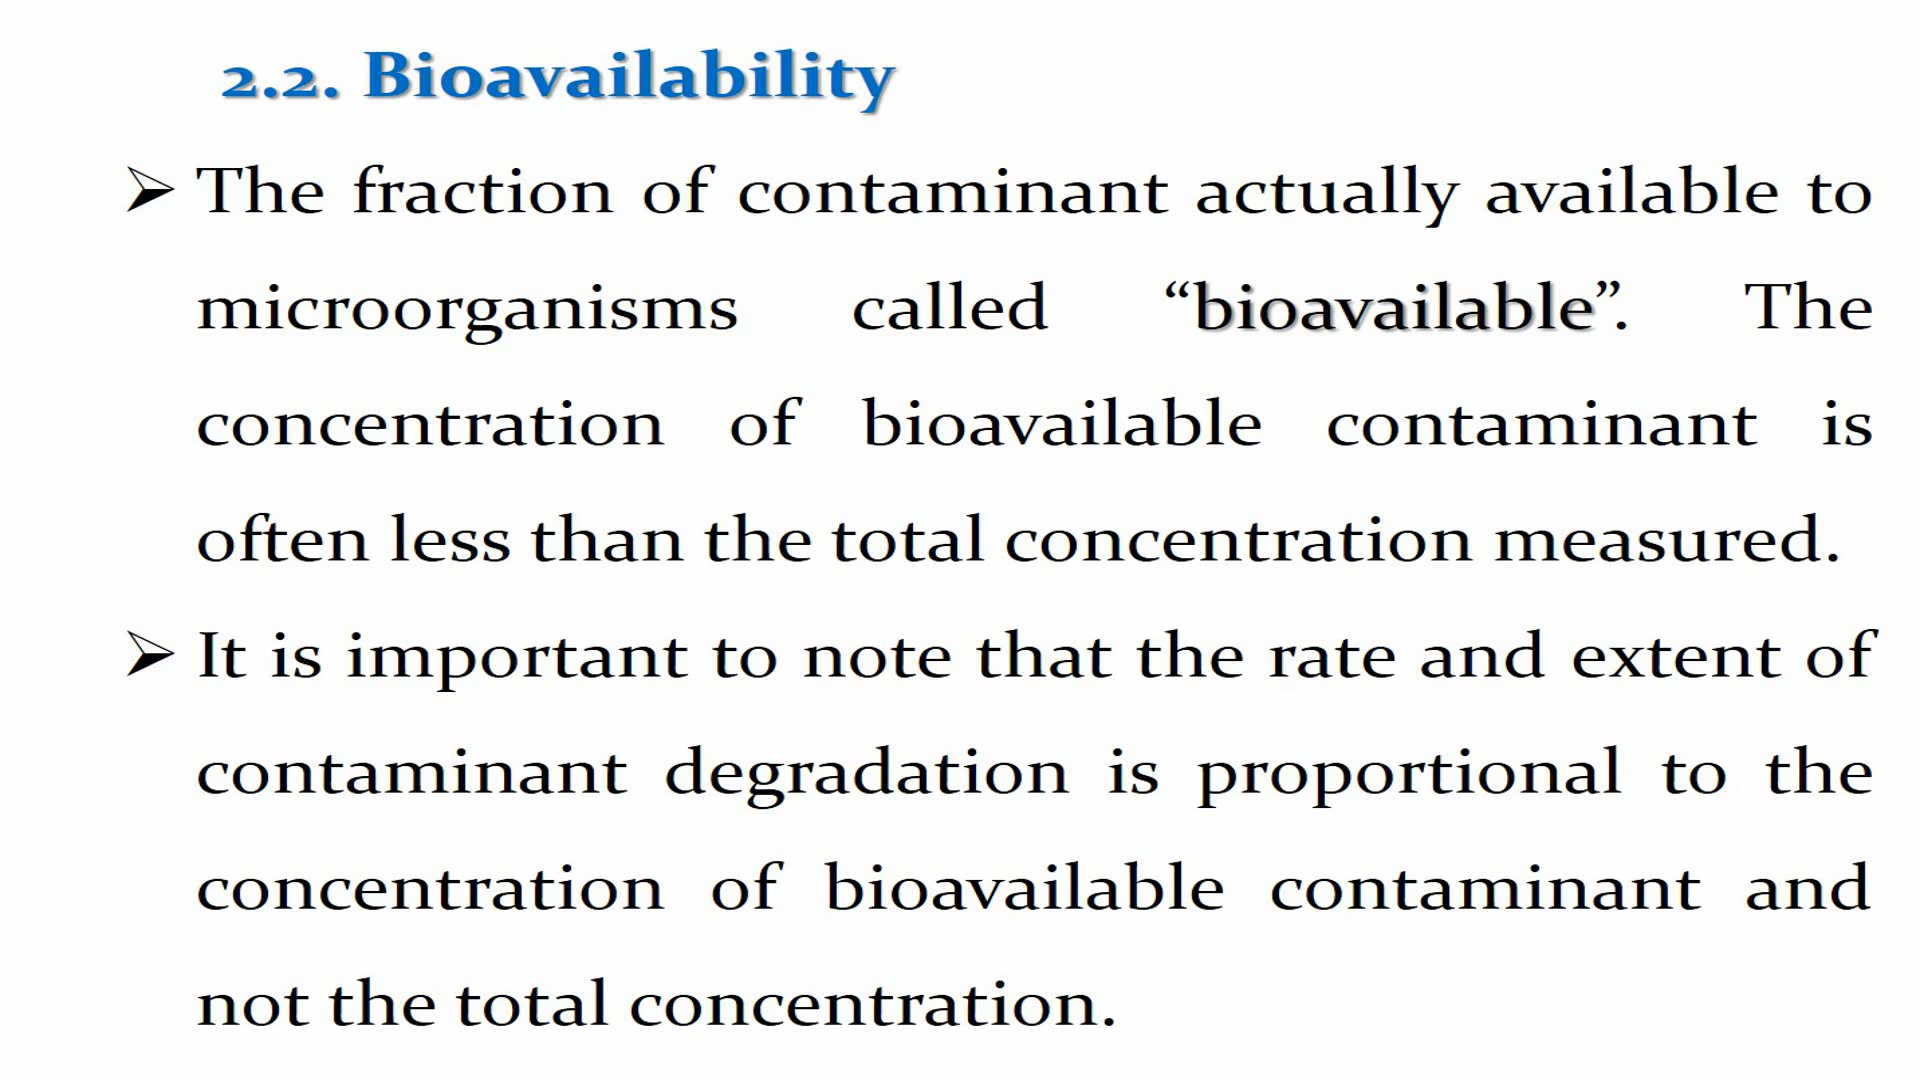 2.2. Bioavailability
➢ The fraction of contaminant actually available to
microorganisms called “bioavailable”. The
concentration of bioavailable contaminant is
often less than the total concentration measured.
➢ It is important to note that the rate and extent of
contaminant degradation is proportional to the
concentration of bioavailable contaminant and
not the total concentration.